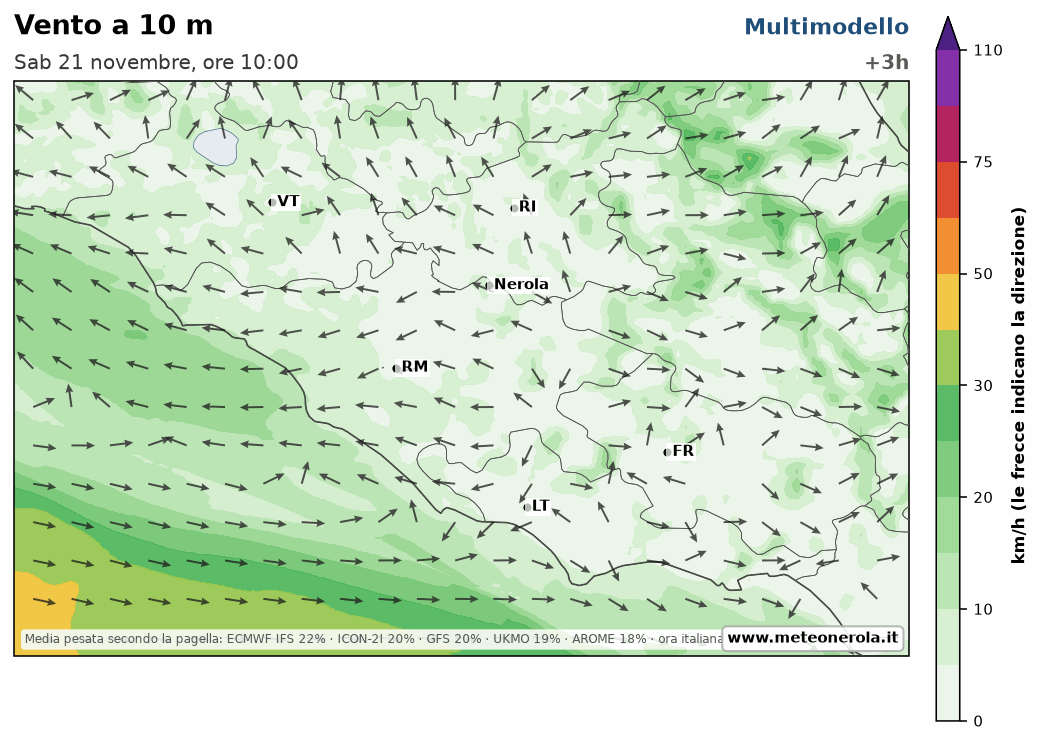 Vento a 10 m
Multimodello
Sab 21 novembre, ore 10:00
+3h
VT
RI
Nerola
RM
FR
LT
Media pesata secondo la pagella: ECMWF IFS 22% · ICON-2I 20% · GFS 20% · UKMO 19% · AROME 18% · ora italiana
www.meteonerola.it
110
75
50
30
20
10
0
km/h (le frecce indicano la direzione)